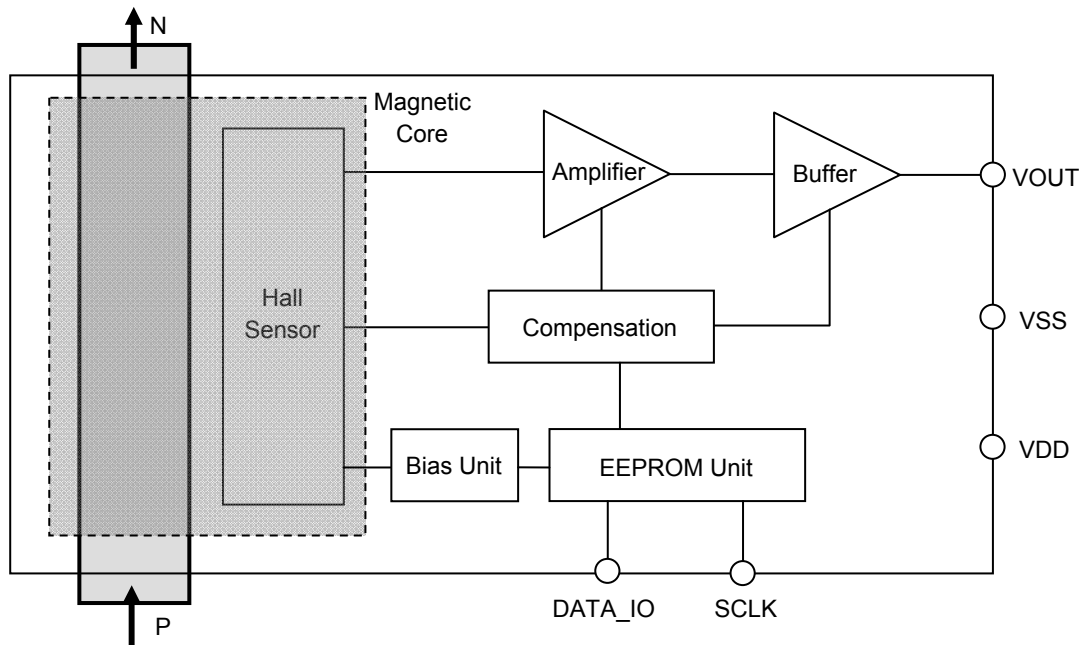 N
Magnetic
Core
Amplifier
Buffer
VOUT
Hall
Sensor
Compensation
VSS
Bias Unit
EEPROM Unit
VDD
DATA_IO
SCLK
P